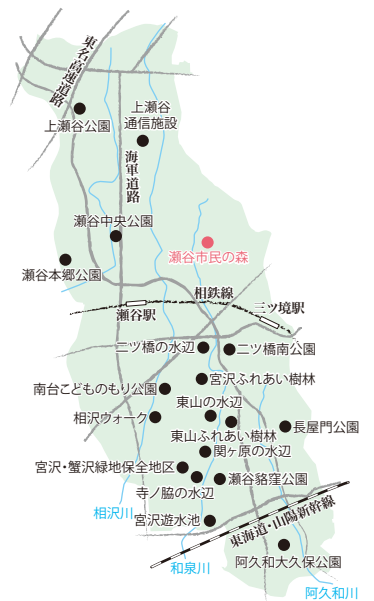 東名高速道路
上瀬谷公園
上瀬谷
通信施設
海軍道路
瀬谷中央公園
瀬谷市民の森
瀬谷本郷公園
相鉄線
瀬谷駅
三ツ境駅
二ツ橋の水辺
二ツ橋南公園
宮沢ふれあい樹林
南台こどものもり公園
東山の水辺
相沢ウォーク
東山ふれあい樹林
長屋門公園
関ヶ原の水辺
宮沢・蟹沢緑地保全地区
寺ノ脇の水辺
瀬谷貉窪公園
相沢川
宮沢遊水池
東海道・山陽新幹線
和泉川
阿久和大久保公園
阿久和川